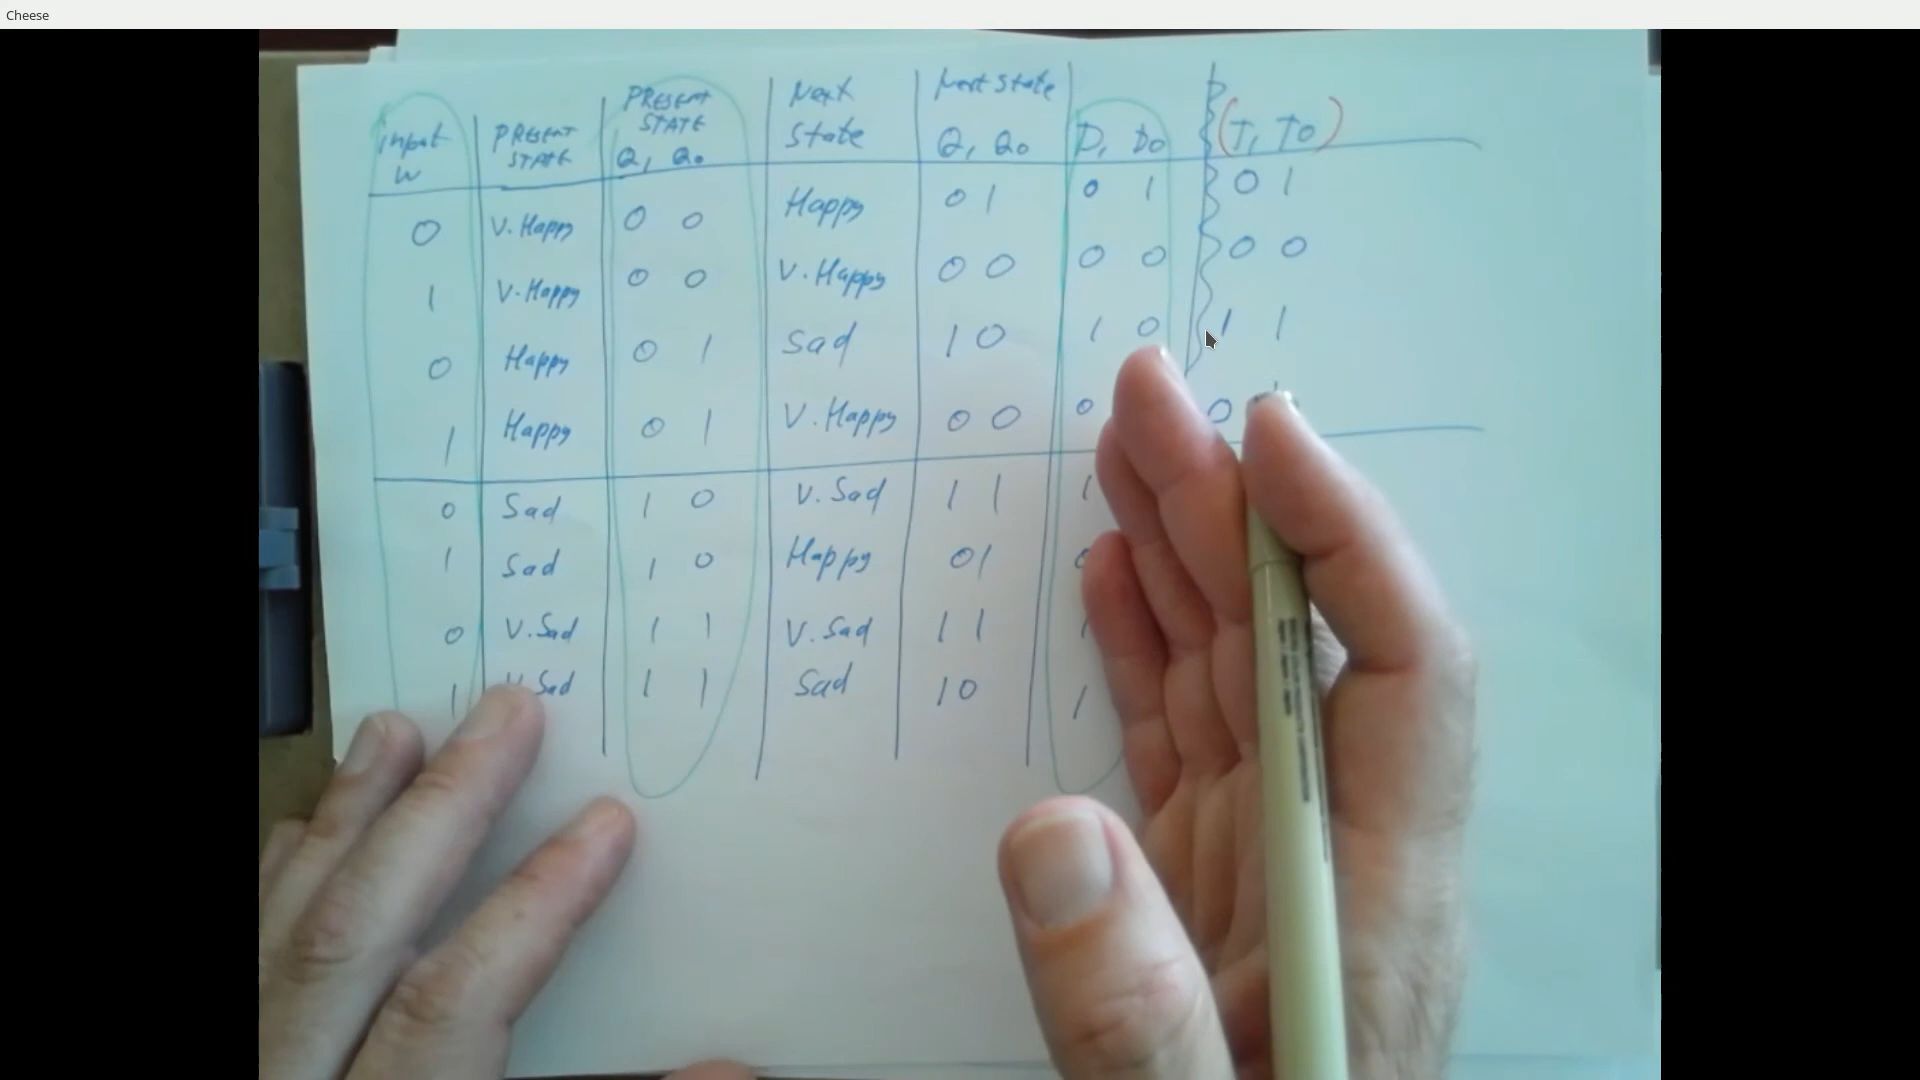 Cheese
input w | PRESENT STATE | PRESENT STATE Q1 Q0 | Next State | Next State Q1 Q0 | D1 D0 | (T1 T0)
0 | V. Happy | 0 0 | Happy | 0 1 | 0 1 | 0 1
1 | V. Happy | 0 0 | V. Happy | 0 0 | 0 0 | 0 0
0 | Happy | 0 1 | Sad | 1 0 | 1 0 | 1 1
1 | Happy | 0 1 | V. Happy | 0 0 | 0 | 0
0 | Sad | 1 0 | V. Sad | 1 1 | 1
1 | Sad | 1 0 | Happy | 0 1 | 0
0 | V. Sad | 1 1 | V. Sad | 1 1 | 1
1 | V. Sad | 1 1 | Sad | 1 0 | 1